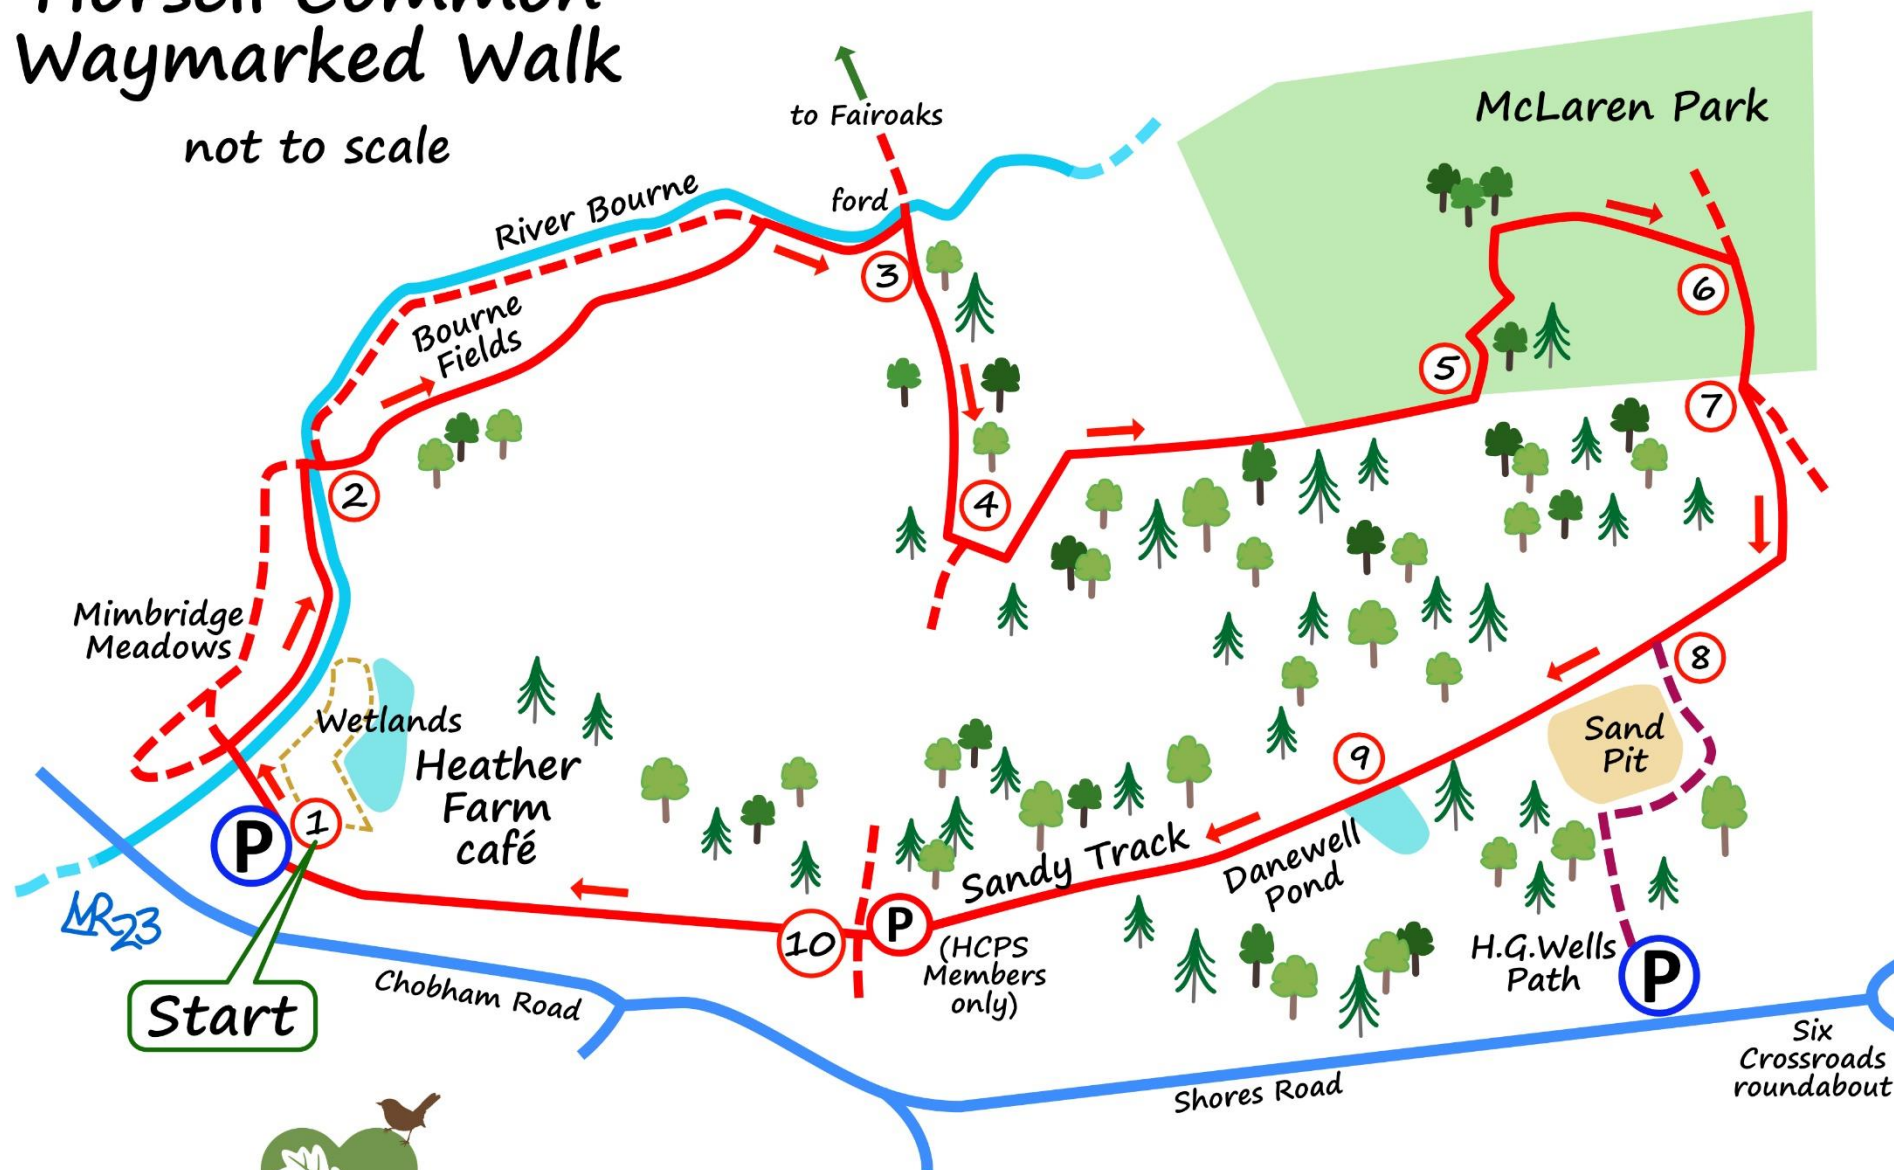 Horsell Common
Waymarked Walk
not to scale
to Fairoaks
McLaren Park
ford
River Bourne
3
6
Bourne
Fields
5
7
2
4
Mimbridge
Meadows
8
Wetlands
Sand
Pit
Heather
Farm
café
9
1
P
Sandy Track
Danewell
Pond
MR23
10
P
(HCPS
Members
only)
H.G.Wells
Path
P
Start
Chobham Road
Six
Crossroads
roundabout
Shores Road